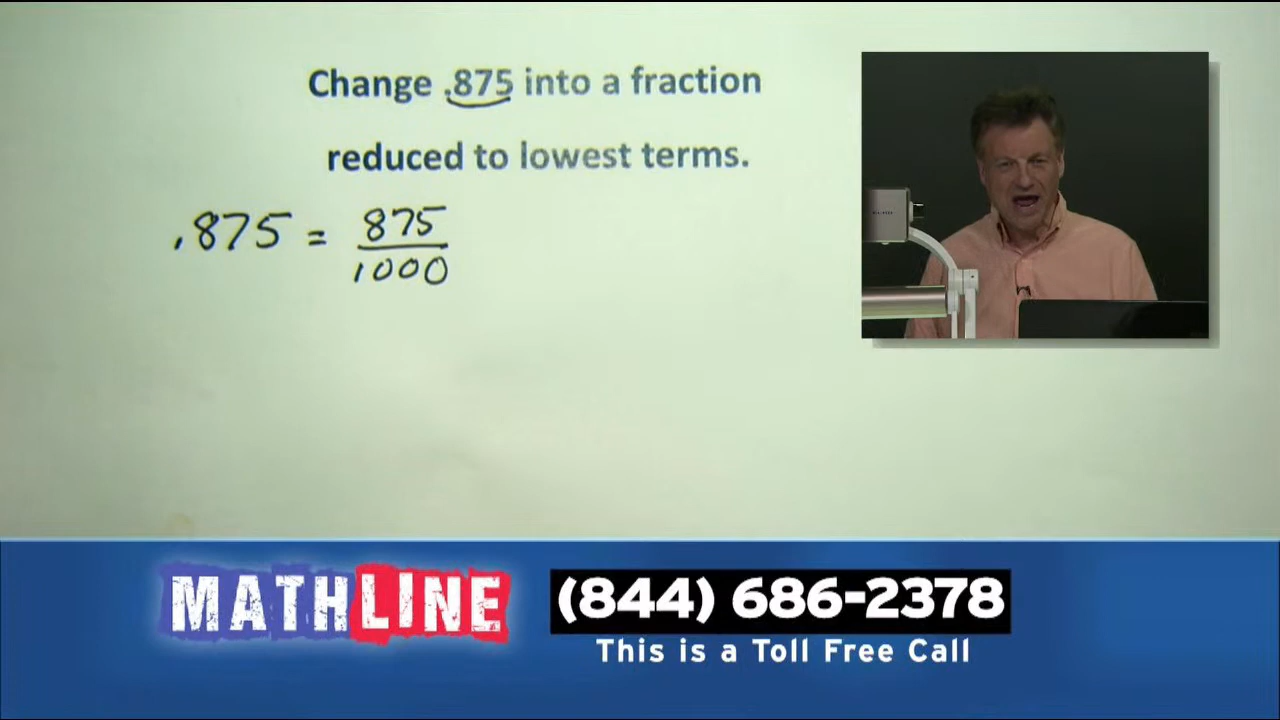 Change .875 into a fraction
reduced to lowest terms.
.875 = 875
1000
MATHLINE
(844) 686-2378
This is a Toll Free Call